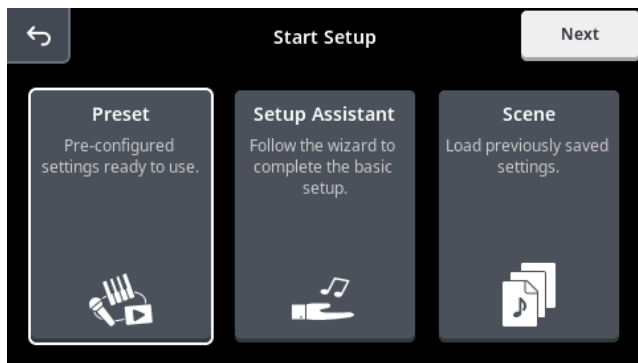 Start Setup
Next
Preset
Pre-configured
settings ready to use.
Setup Assistant
Follow the wizard to
complete the basic
setup.
Scene
Load previously saved
settings.